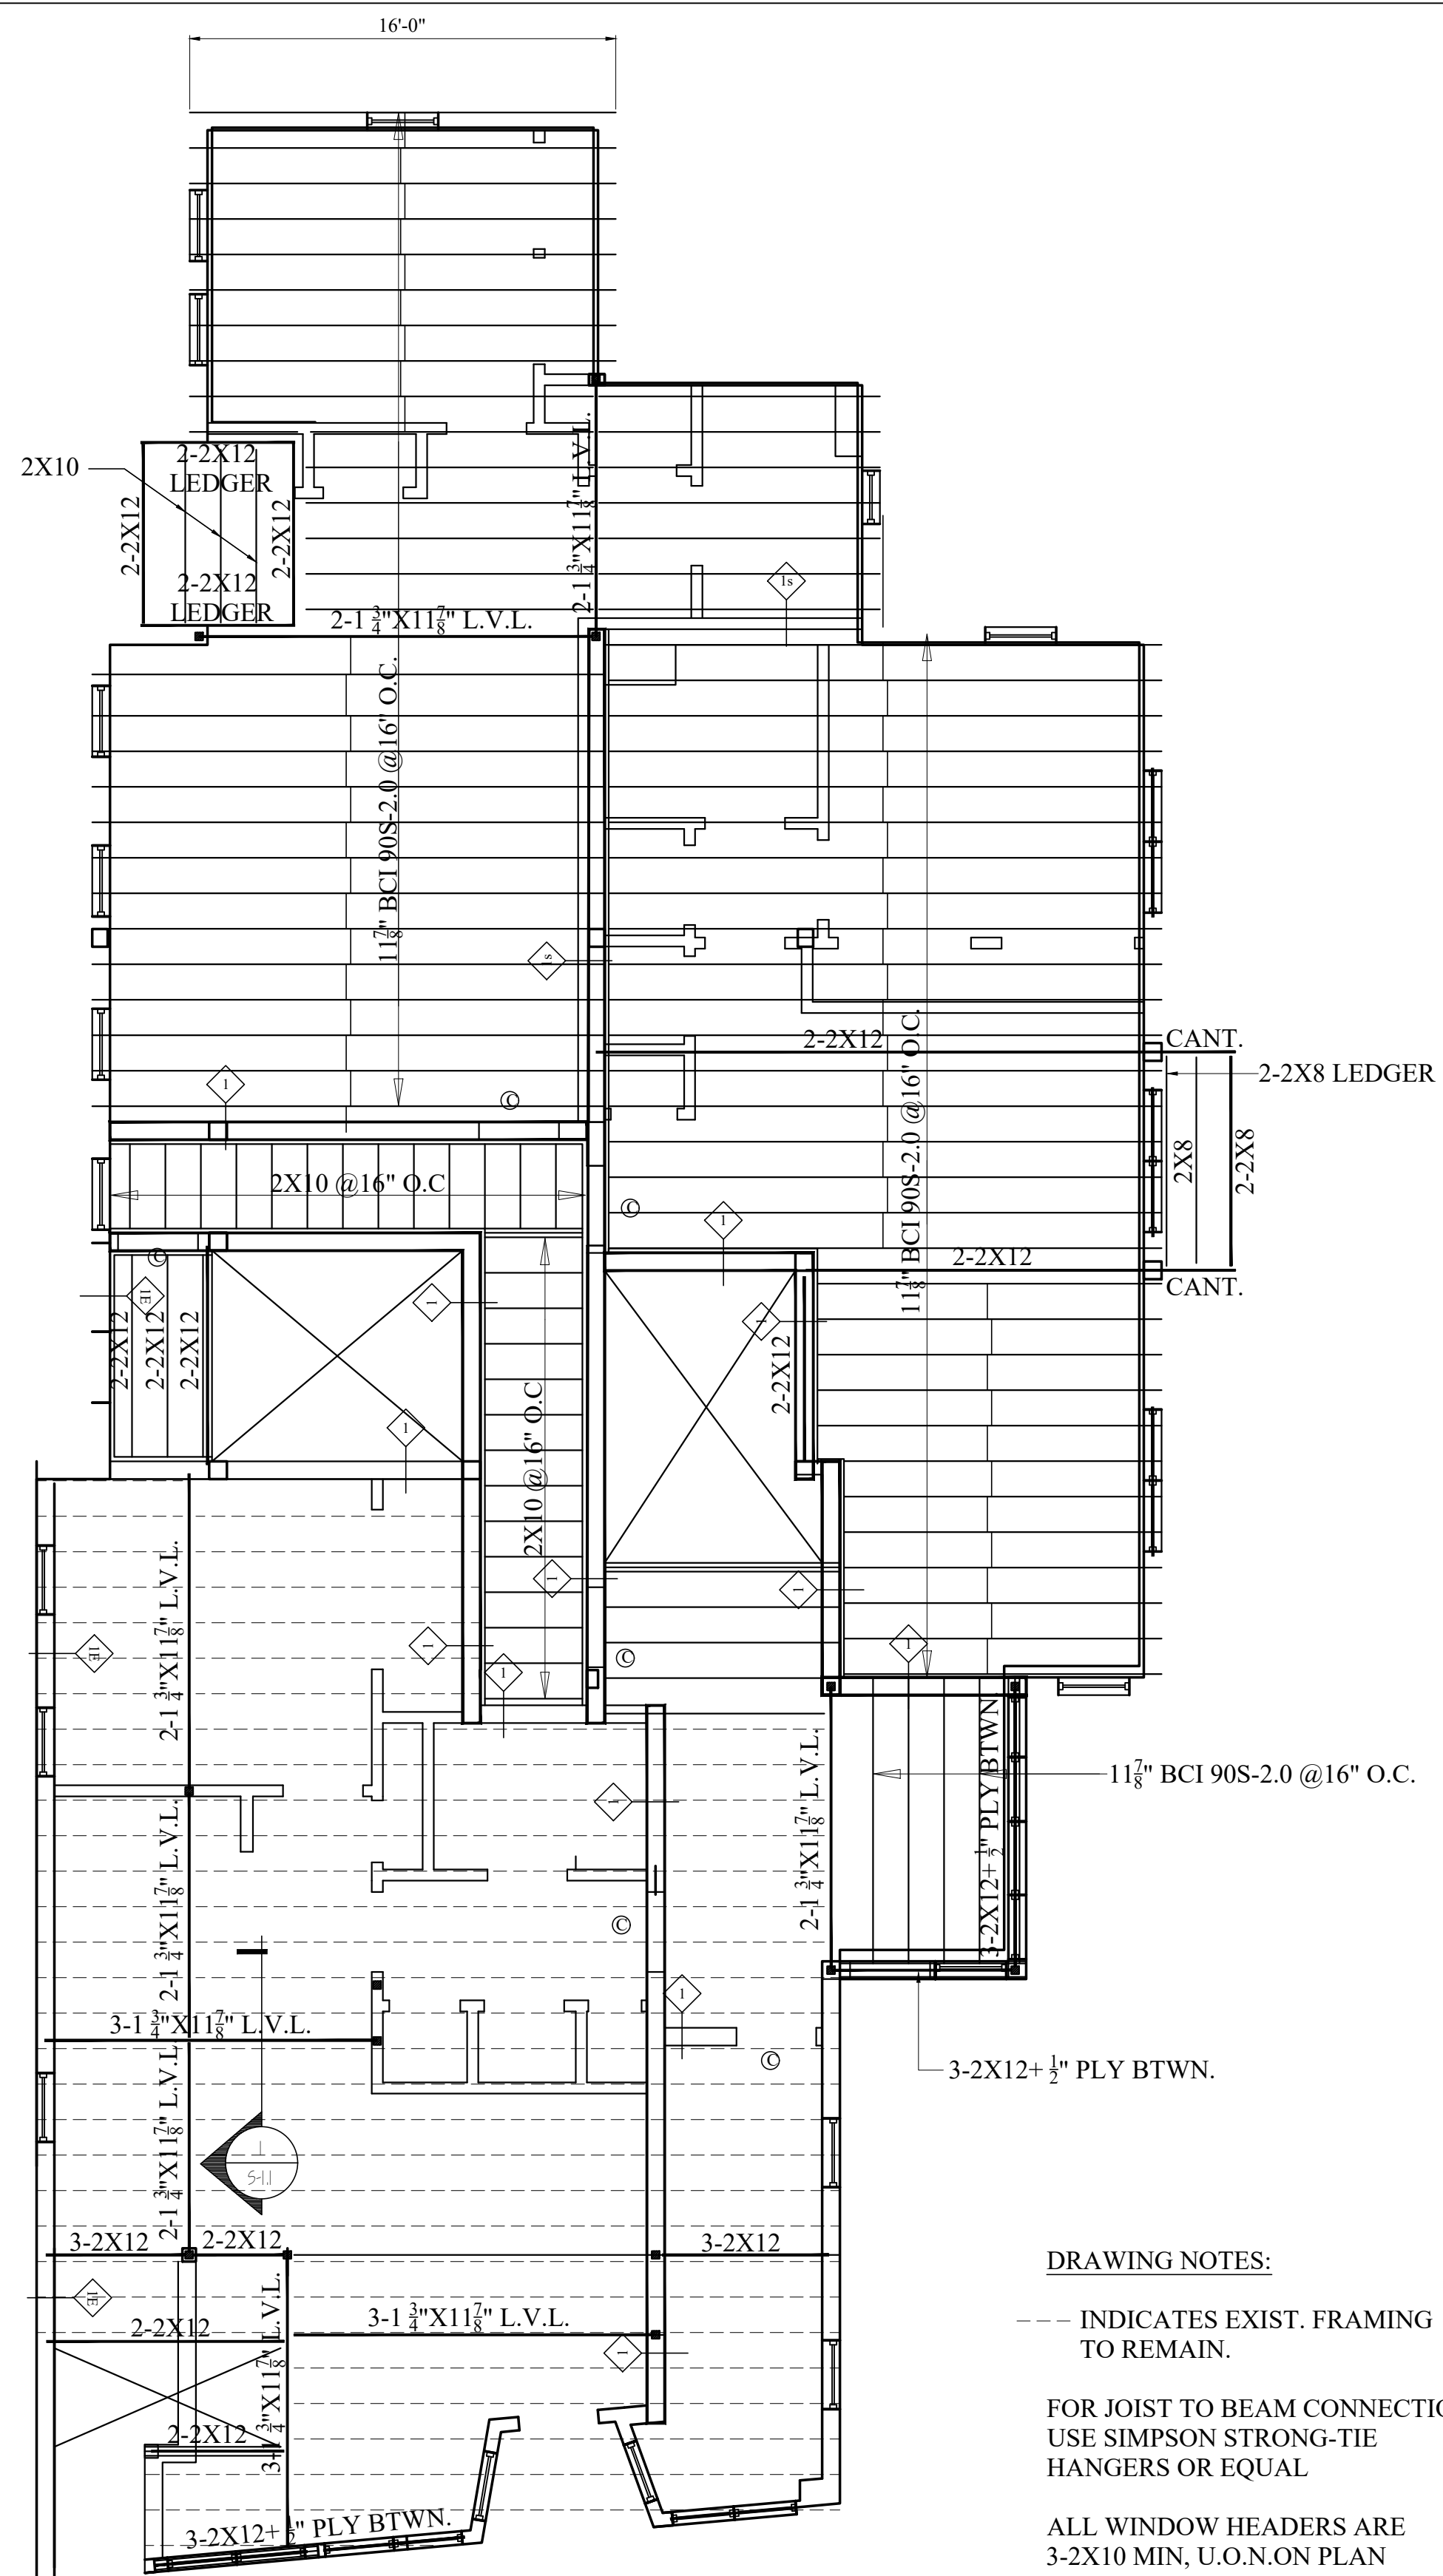 16'-0"
2X10
2-2X12
LEDGER
2-2X12
2-2X12
2-2X12
LEDGER
2-1 3/4"X11 7/8" L.V.L.
1s
2-1 3/4"X11 7/8" L.V.L.
11 7/8" BCI 90S-2.0 @16" O.C.
1s
2-2X12
CANT.
2-2X8 LEDGER
2X8
2-2X8
11 7/8" BCI 90S-2.0 @16" O.C.
1
©
2X10 @16" O.C
©
1
©
2-2X12
CANT.
1E
1
1
2-2X12
2-2X12
2-2X12
2-2X12
1
2X10 @16" O.C
1
1
2-1 3/4"X11 7/8" L.V.L.
1E
1
1
©
1
2-1 3/4"X11 7/8" L.V.L.
3-2X12+ 1/2" PLY BTWN
11 7/8" BCI 90S-2.0 @16" O.C.
1
2-1 3/4"X11 7/8" L.V.L.
©
1
3-1 3/4"X11 7/8" L.V.L.
©
3-2X12+ 1/2" PLY BTWN.
2-1 3/4"X11 7/8" L.V.L.
1
S-1.1
3-2X12
2-2X12
3-2X12
1E
2-2X12
3-1 3/4"X11 7/8" L.V.L.
3-1 3/4"X11 7/8" L.V.L.
1
2-2X12
3-2X12+ 1/2" PLY BTWN.
DRAWING NOTES:
--- INDICATES EXIST. FRAMING
TO REMAIN.
FOR JOIST TO BEAM CONNECTIO
USE SIMPSON STRONG-TIE
HANGERS OR EQUAL
ALL WINDOW HEADERS ARE
3-2X10 MIN, U.O.N.ON PLAN